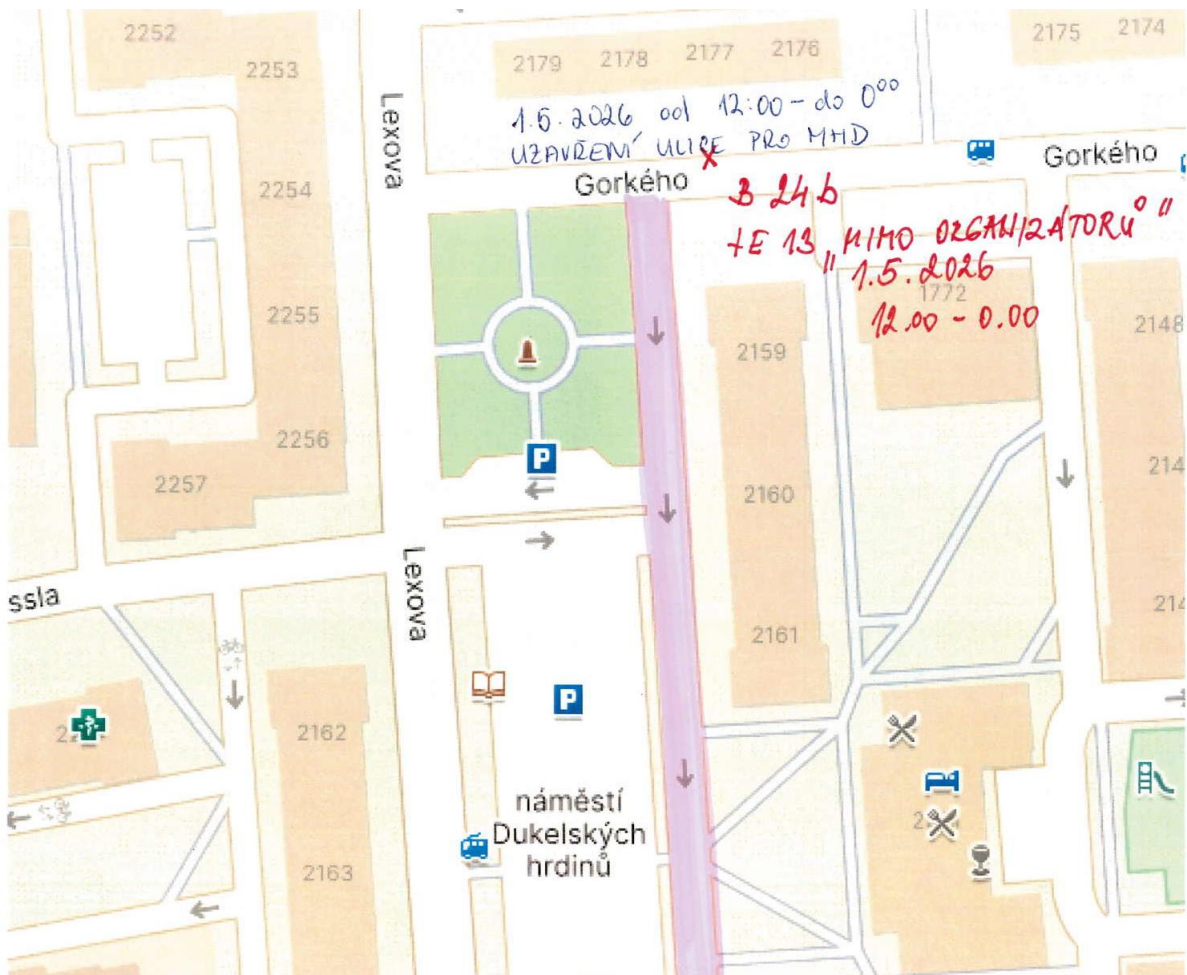 2252
2253
2179 2178 2177 2176
2175 2174
Lexova
1.5.2026 od 12:00 - do 0⁰⁰
UZAVŘENÍ ULICE PRO MHD
Gorkého
x
Gorkého
2254
B 24 b
+E 13 "MIMO ORGANIZÁTORŮ"
1.5.2026
12.00 - 0.00
1772
2255
2159
2148
2256
P
2257
2160
214
ssla
Lexova
2161
214
P
2162
náměstí
Dukelských
hrdinů
2163